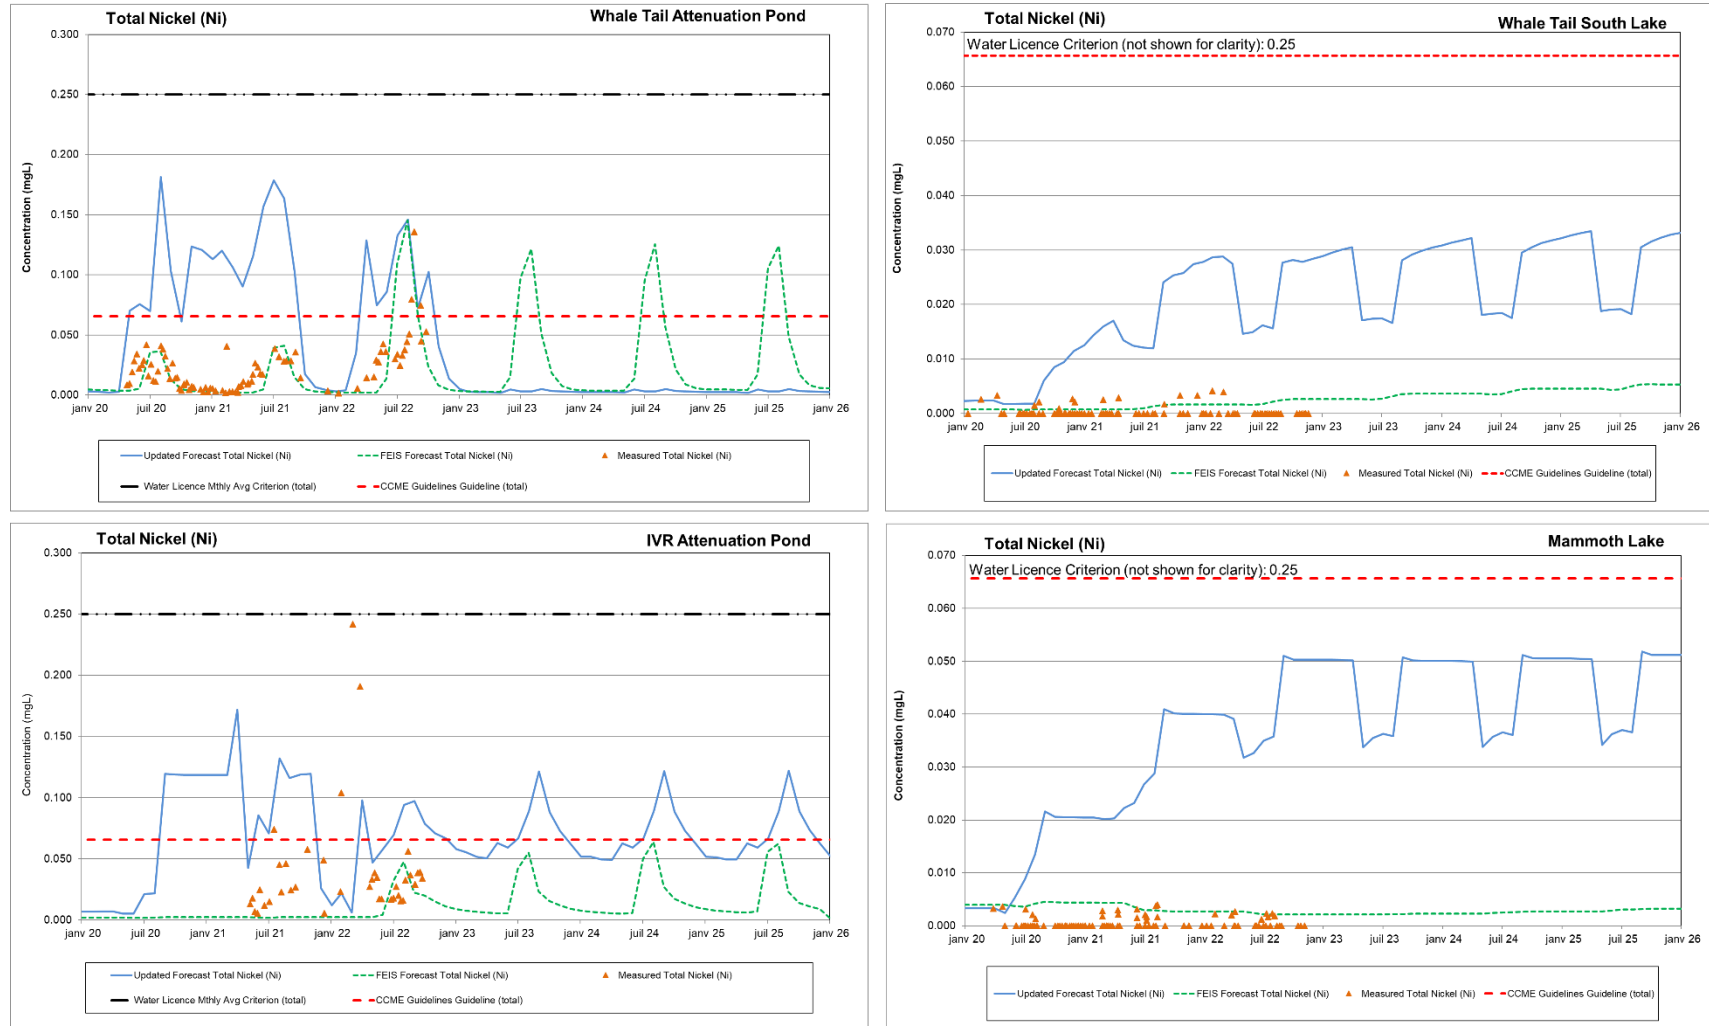 Total Nickel (Ni)
Whale Tail Attenuation Pond
0.300
0.250
0.200
0.150
0.100
0.050
0.000
Concentration (mgL)
janv 20 juil 20 janv 21 juil 21 janv 22 juil 22 janv 23 juil 23 janv 24 juil 24 janv 25 juil 25 janv 26
Updated Forecast Total Nickel (Ni) FEIS Forecast Total Nickel (Ni) Measured Total Nickel (Ni)
Water Licence Mthly Avg Criterion (total) CCME Guidelines Guideline (total)
Total Nickel (Ni)
Whale Tail South Lake
Water Licence Criterion (not shown for clarity): 0.25
0.070
0.060
0.050
0.040
0.030
0.020
0.010
0.000
Concentration (mgL)
janv 20 juil 20 janv 21 juil 21 janv 22 juil 22 janv 23 juil 23 janv 24 juil 24 janv 25 juil 25 janv 26
Updated Forecast Total Nickel (Ni) FEIS Forecast Total Nickel (Ni) Measured Total Nickel (Ni) CCME Guidelines Guideline (total)
Total Nickel (Ni)
IVR Attenuation Pond
0.300
0.250
0.200
0.150
0.100
0.050
0.000
Concentration (mgL)
janv 20 juil 20 janv 21 juil 21 janv 22 juil 22 janv 23 juil 23 janv 24 juil 24 janv 25 juil 25 janv 26
Updated Forecast Total Nickel (Ni) FEIS Forecast Total Nickel (Ni) Measured Total Nickel (Ni)
Water Licence Mthly Avg Criterion (total) CCME Guidelines Guideline (total)
Total Nickel (Ni)
Mammoth Lake
Water Licence Criterion (not shown for clarity): 0.25
0.070
0.060
0.050
0.040
0.030
0.020
0.010
0.000
Concentration (mgL)
janv 20 juil 20 janv 21 juil 21 janv 22 juil 22 janv 23 juil 23 janv 24 juil 24 janv 25 juil 25 janv 26
Updated Forecast Total Nickel (Ni) FEIS Forecast Total Nickel (Ni) Measured Total Nickel (Ni) CCME Guidelines Guideline (total)